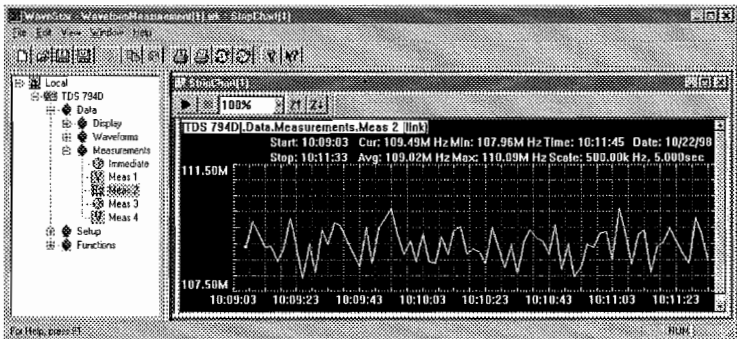 WaveStar - WaveformMeasurement[1].lnk : StripChart(1)
File Edit View Window Help
Local
TDS 794D
Data
Display
Waveforms
Measurements
Immediate
Meas 1
Meas 2
Meas 3
Meas 4
Setup
Functions
StripChart(1)
100%
Z↑ Z↓
[TDS 794D].Data.Measurements.Meas 2 [link]
Start: 10:09:03 Cur: 109.49M Hz Min: 107.96M Hz Time: 10:11:45 Date: 10/22/98
Stop: 10:11:33 Avg: 109.02M Hz Max: 110.09M Hz Scale: 500.00k Hz, 5.000sec
111.50M
107.50M
10:09:03 10:09:23 10:09:43 10:10:03 10:10:23 10:10:43 10:11:03 10:11:23
For Help, press F1
NUM